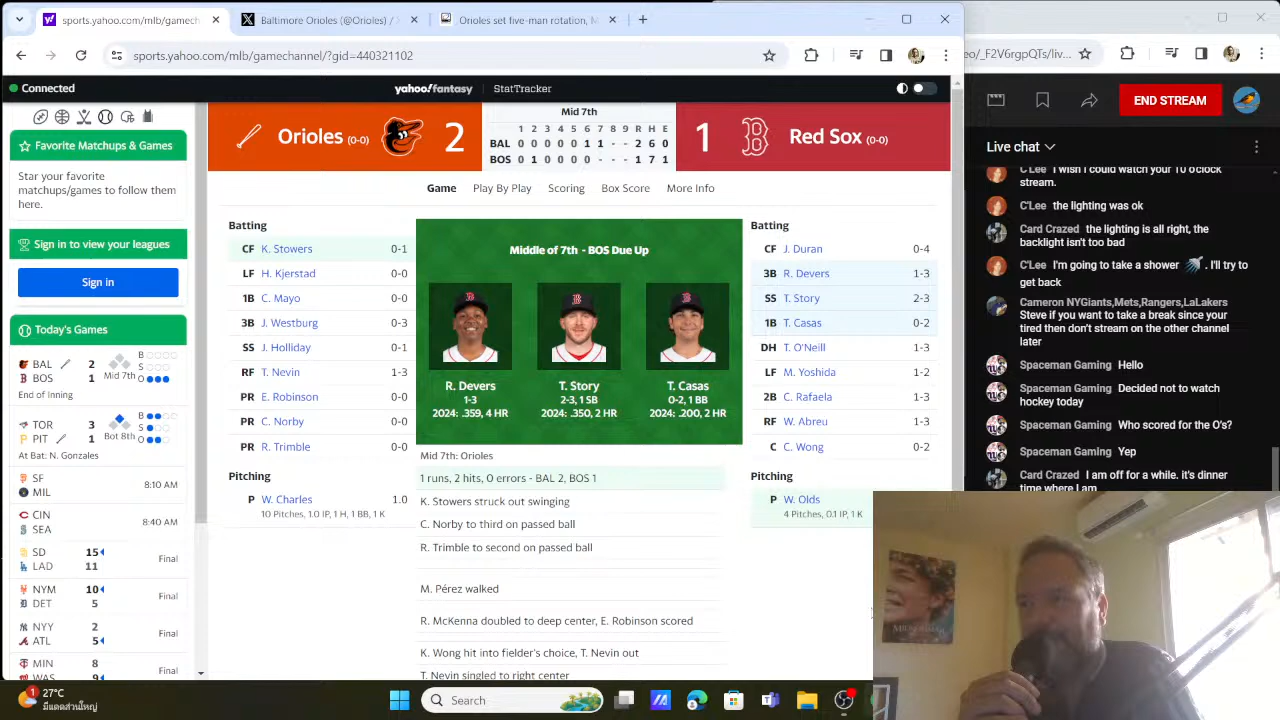 sports.yahoo.com/mlb/gamech
Baltimore Orioles (@Orioles) /
Orioles set five-man rotation, M
sports.yahoo.com/mlb/gamechannel/?gid=440321102
eo/_F2V6rgpQTs/liv...
Connected
yahoo!fantasy StatTracker
END STREAM
Favorite Matchups & Games
Star your favorite
matchups/games to follow them
here.
Sign in to view your leagues
Sign in
Today's Games
BAL 2 B
BOS 1 S
Mid 7th O
End of Inning
TOR 3 B
PIT 1 S
Bot 8th O
At Bat: N. Gonzales
SF
MIL 8:10 AM
CIN
SEA 8:40 AM
SD 15
LAD 11 Final
NYM 10
DET 5 Final
NYY 2
ATL 5 Final
MIN 8
WAS 9 Final
Orioles (0-0) 2
Mid 7th
1 2 3 4 5 6 7 8 9 R H E
BAL 0 0 0 0 0 1 1 - - 2 6 0
BOS 0 1 0 0 0 0 - - - 1 7 1
1 Red Sox (0-0)
Game Play By Play Scoring Box Score More Info
Batting
CF K. Stowers 0-1
LF H. Kjerstad 0-0
1B C. Mayo 0-0
3B J. Westburg 0-3
SS J. Holliday 0-1
RF T. Nevin 1-3
PR E. Robinson 0-0
PR C. Norby 0-0
PR R. Trimble 0-0
Pitching
P W. Charles 1.0
10 Pitches, 1.0 IP, 1 H, 1 BB, 1 K
Middle of 7th - BOS Due Up
R. Devers
1-3
2024: .359, 4 HR
T. Story
2-3, 1 SB
2024: .350, 2 HR
T. Casas
0-2, 1 BB
2024: .200, 2 HR
Mid 7th: Orioles
1 runs, 2 hits, 0 errors - BAL 2, BOS 1
K. Stowers struck out swinging
C. Norby to third on passed ball
R. Trimble to second on passed ball
M. Pérez walked
R. McKenna doubled to deep center, E. Robinson scored
K. Wong hit into fielder's choice, T. Nevin out
T. Nevin singled to right center
Batting
CF J. Duran 0-4
3B R. Devers 1-3
SS T. Story 2-3
1B T. Casas 0-2
DH T. O'Neill 1-3
LF M. Yoshida 1-2
2B C. Rafaela 1-3
RF W. Abreu 1-3
C C. Wong 0-2
Pitching
P W. Olds
4 Pitches, 0.1 IP, 1 K
Live chat
C'Lee I wish I could watch your 10 o'clock
stream.
C'Lee the lighting was ok
Card Crazed the lighting is all right, the
backlight isn't too bad
C'Lee I'm going to take a shower. I'll try to
get back
Cameron NYGiants,Mets,Rangers,LaLakers
Steve if you want to take a break since your
tired then don't stream on the other channel
later
Spaceman Gaming Hello
Spaceman Gaming Decided not to watch
hockey today
Spaceman Gaming Who scored for the O's?
Spaceman Gaming Yep
Card Crazed I am off for a while. it's dinner
time where I am
1
27°C
มีแดดส่วนใหญ่
Search